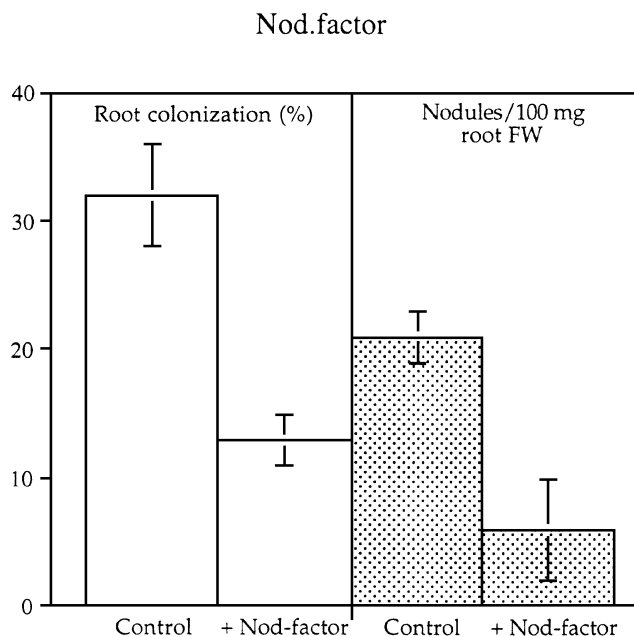 Nod.factor
40
Root colonization (%)
Nodules/100 mg
root FW
30
20
10
0
Control
+ Nod-factor
Control
+ Nod-factor